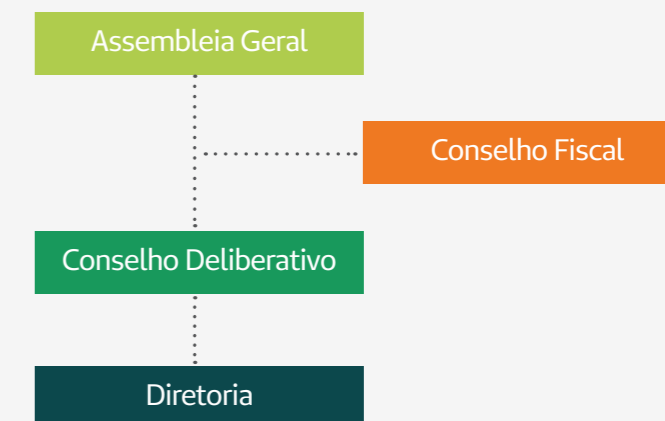 Assembleia Geral
Conselho Fiscal
Conselho Deliberativo
Diretoria